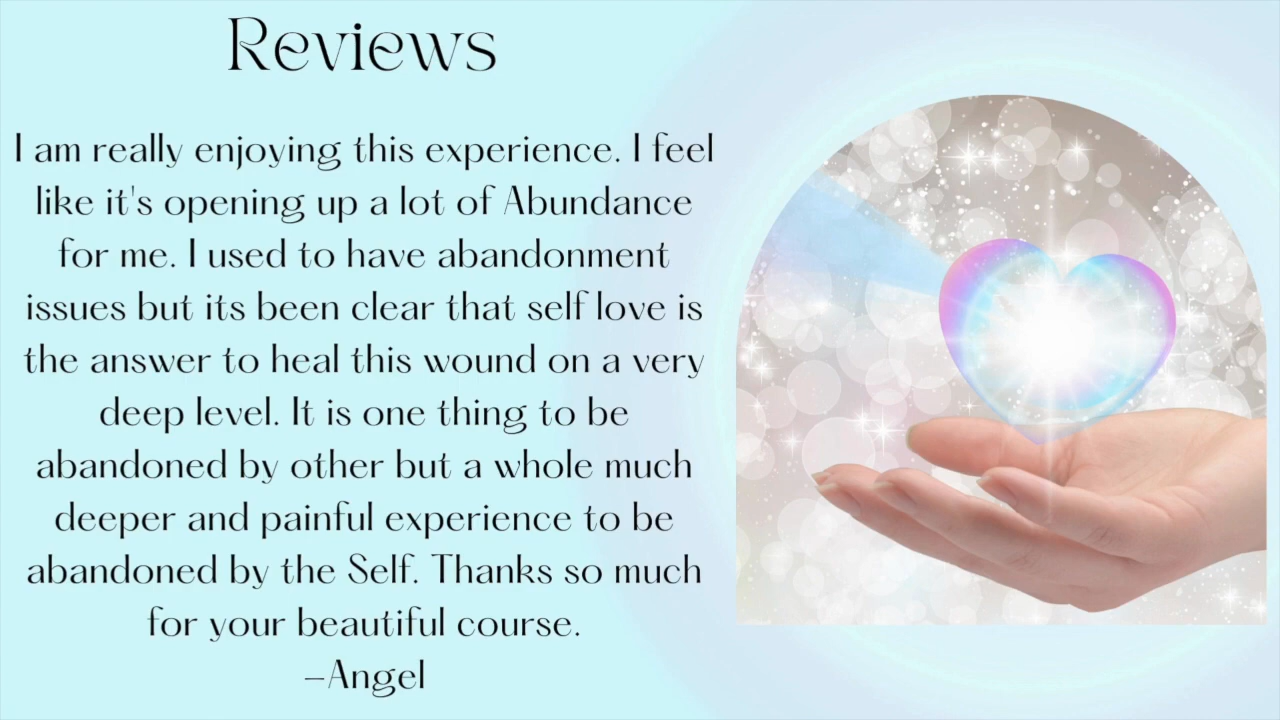 Reviews
I am really enjoying this experience. I feel
like it's opening up a lot of Abundance
for me. I used to have abandonment
issues but its been clear that self love is
the answer to heal this wound on a very
deep level. It is one thing to be
abandoned by other but a whole much
deeper and painful experience to be
abandoned by the Self. Thanks so much
for your beautiful course.
–Angel